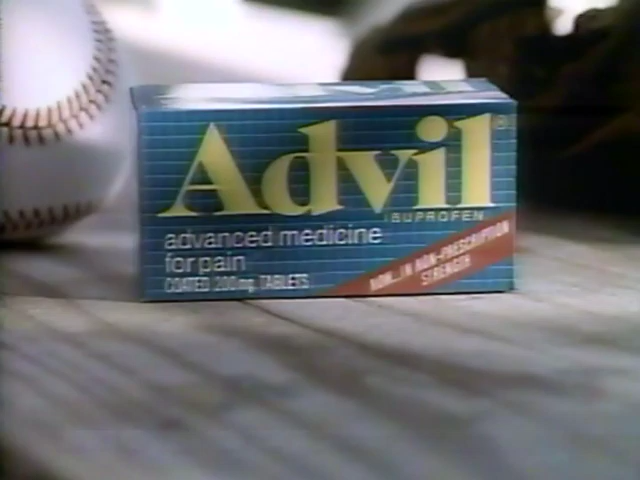 Advil®
IBUPROFEN
advanced medicine
for pain
COATED 200mg. TABLETS
NOW...IN NON-PRESCRIPTION
STRENGTH